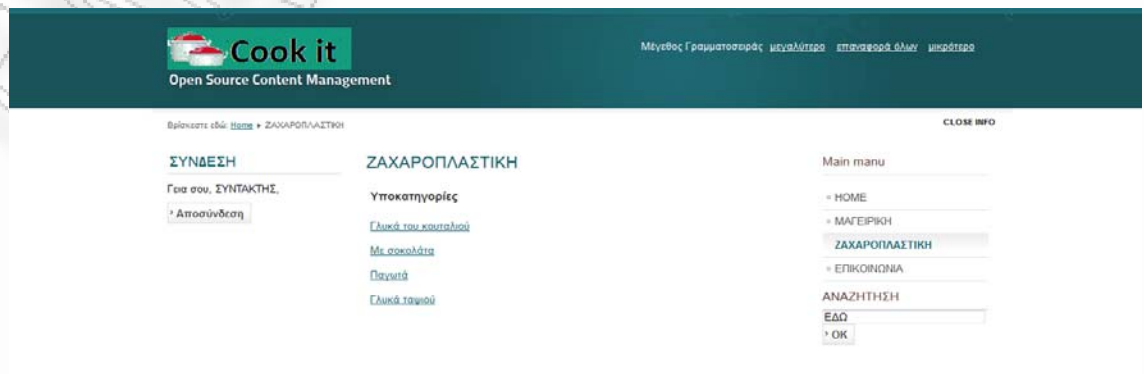 Cook it
Open Source Content Management
Μέγεθος Γραμματοσειράς μεγαλύτερο επαναφορά όλων μικρότερο
Βρίσκεστε εδώ: Home ΖΑΧΑΡΟΠΛΑΣΤΙΚΗ
CLOSE INFO
ΣΥΝΔΕΣΗ
Γεια σου, ΣΥΝΤΑΚΤΗΣ,
Αποσύνδεση
ΖΑΧΑΡΟΠΛΑΣΤΙΚΗ
Υποκατηγορίες
Γλυκά του κουταλιού
Με σοκολάτα
Παγωτά
Γλυκά ταψιού
Main manu
HOME
ΜΑΓΕΙΡΙΚΗ
ΖΑΧΑΡΟΠΛΑΣΤΙΚΗ
ΕΠΙΚΟΙΝΩΝΙΑ
ΑΝΑΖΗΤΗΣΗ
ΕΔΩ
OK